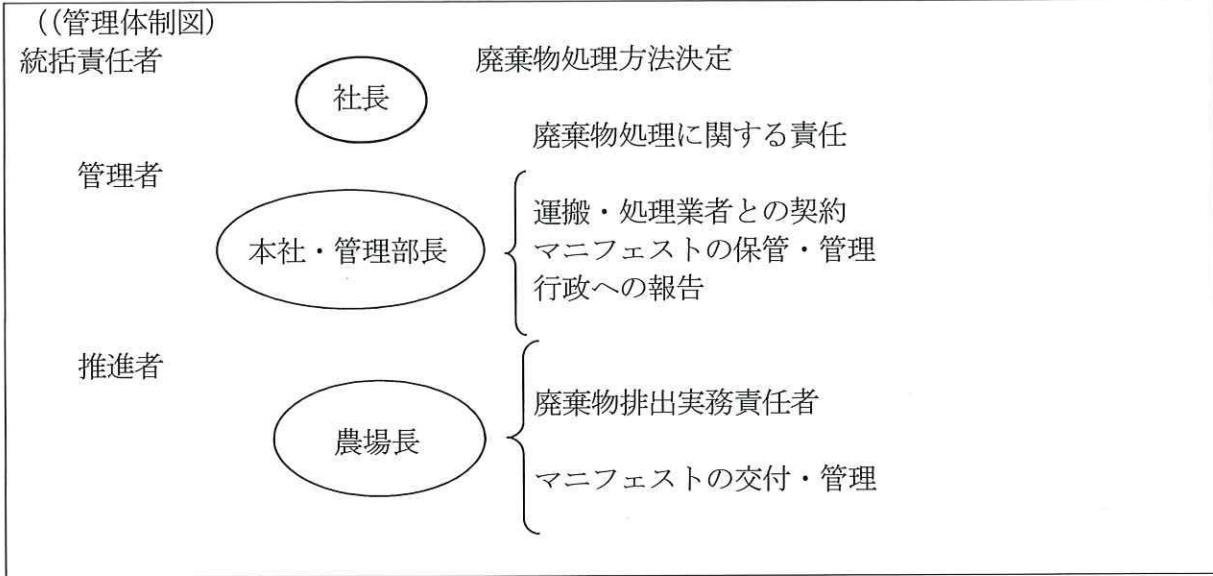 ((管理体制図)
統括責任者 廃棄物処理方法決定
社長
廃棄物処理に関する責任
管理者
運搬・処理業者との契約
本社・管理部長 マニフェストの保管・管理
行政への報告
推進者
廃棄物排出実務責任者
農場長
マニフェストの交付・管理